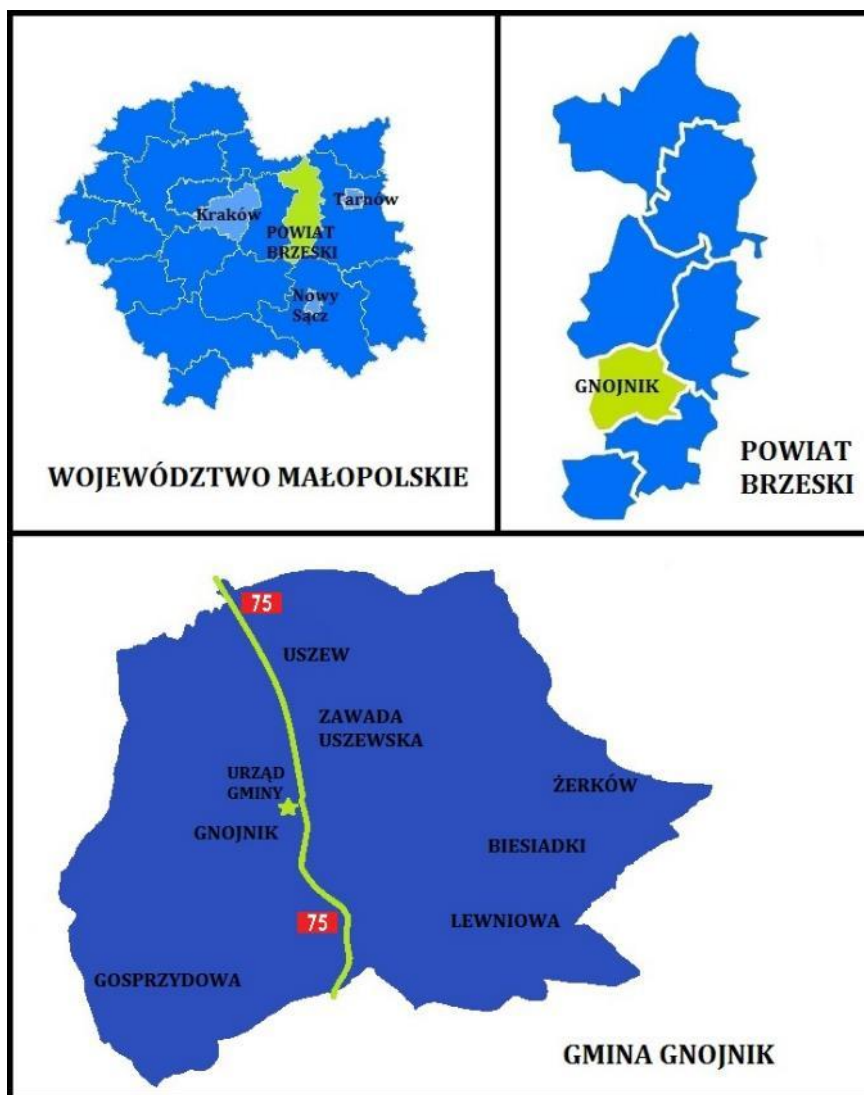 Kraków
Tarnów
POWIAT
BRZESKI
Nowy
Sącz
WOJEWÓDZTWO MAŁOPOLSKIE
GNOJNIK
POWIAT
BRZESKI
75
USZEW
ZAWADA
USZEWSKA
URZĄD
GMINY
ŻERKÓW
GNOJNIK
BIESIADKI
75
LEWNIOWA
GOSPRZYDOWA
GMINA GNOJNIK